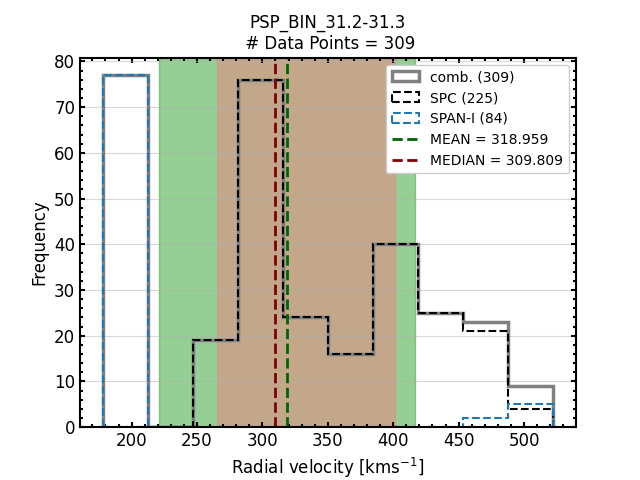 PSP_BIN_31.2-31.3
# Data Points = 309
comb. (309)
SPC (225)
SPAN-I (84)
MEAN = 318.959
MEDIAN = 309.809
Frequency
80
70
60
50
40
30
20
10
0
200 250 300 350 400 450 500
Radial velocity [kms⁻¹]